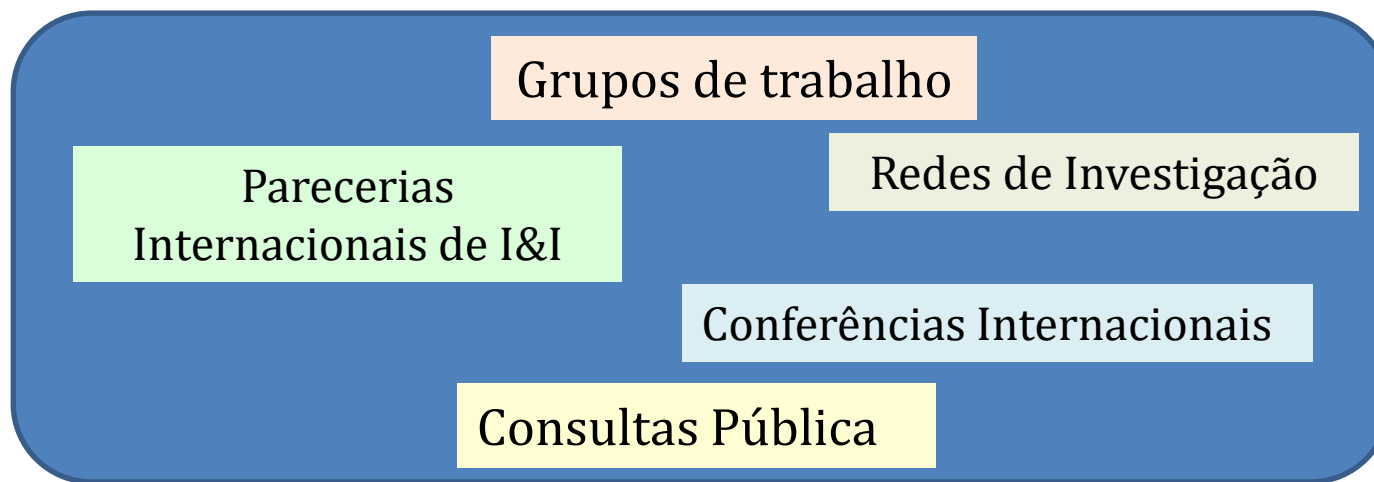 Grupos de trabalho
Redes de Investigação
Parecerias
Internacionais de I&I
Conferências Internacionais
Consultas Pública